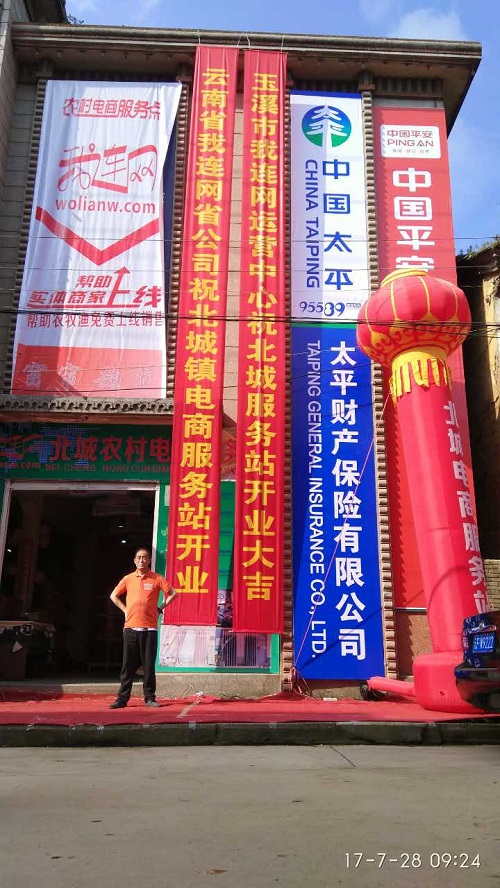 农村电商服务点
我连网
wolianw.com
帮助
实体商家上线
帮助农牧渔免费上线销售
云南省我连网省公司祝北城镇电商服务站开业
玉溪市我连网运营中心祝北城服务站开业大吉
中国太平
CHINA TAIPING
95589
太平财产保险有限公司
TAIPING GENERAL INSURANCE CO., LTD.
中国平安
PING AN
中国平安
北城电商服务站
北城农村电
17-7-28 09:24